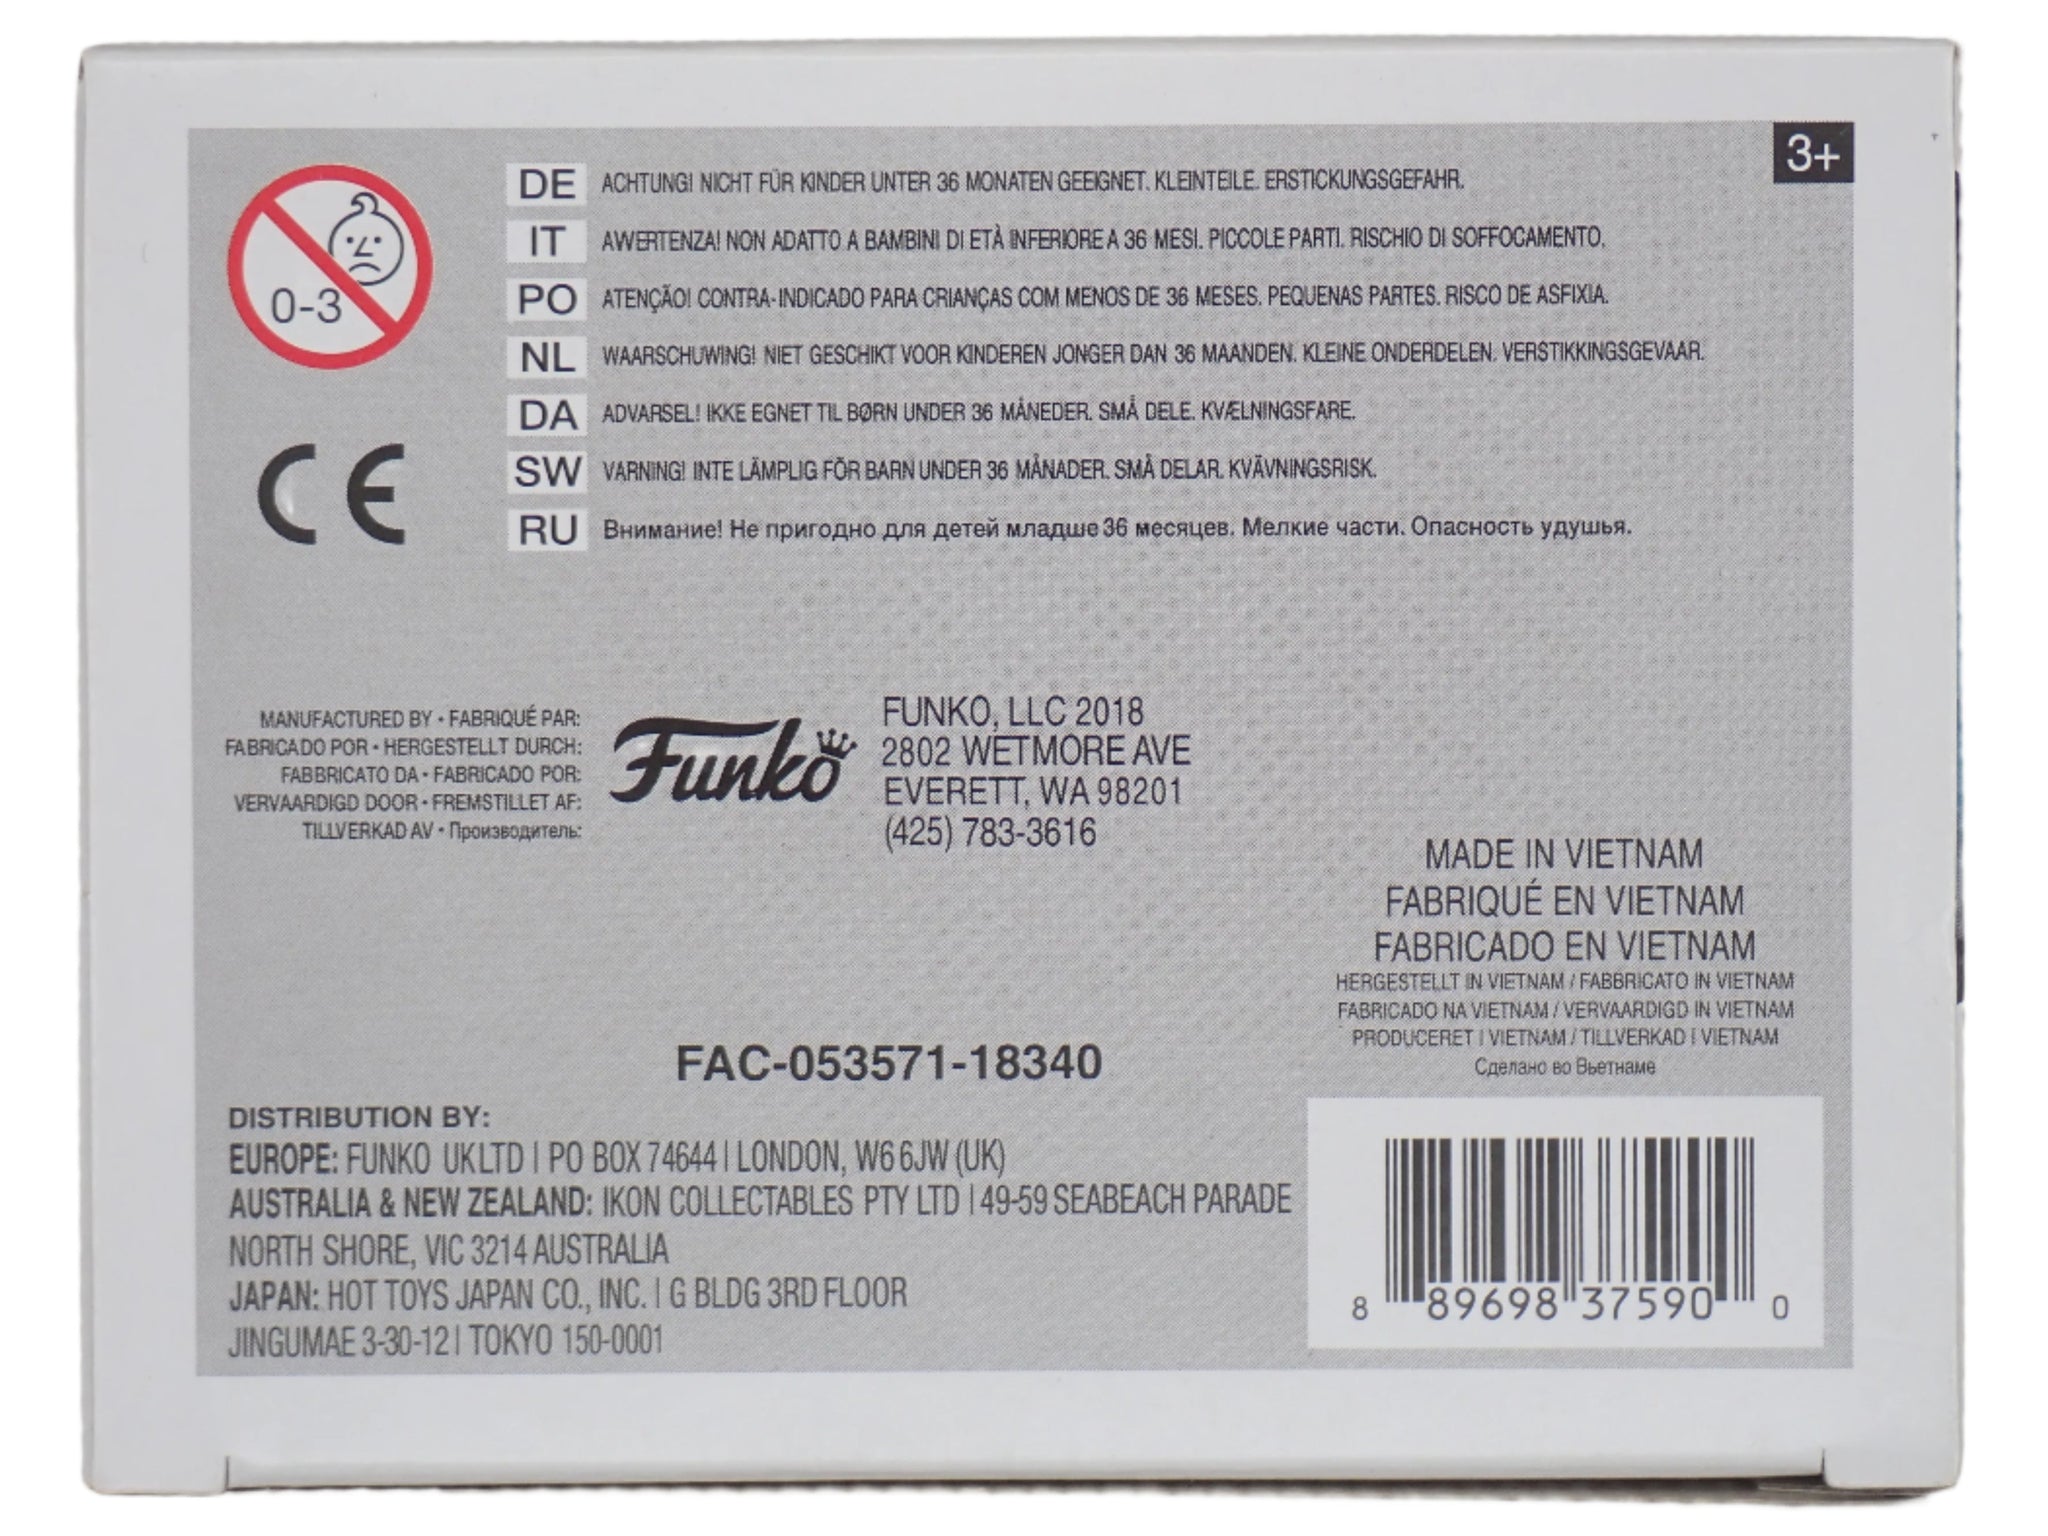 3+
0-3
DE ACHTUNG! NICHT FÜR KINDER UNTER 36 MONATEN GEEIGNET. KLEINTEILE. ERSTICKUNGSGEFAHR.
IT AWERTENZA! NON ADATTO A BAMBINI DI ETÀ INFERIORE A 36 MESI. PICCOLE PARTI. RISCHIO DI SOFFOCAMENTO.
PO ATENÇÃO! CONTRA-INDICADO PARA CRIANÇAS COM MENOS DE 36 MESES. PEQUENAS PARTES. RISCO DE ASFIXIA.
NL WAARSCHUWING! NIET GESCHIKT VOOR KINDEREN JONGER DAN 36 MAANDEN. KLEINE ONDERDELEN. VERSTIKKINGSGEVAAR.
DA ADVARSEL! IKKE EGNET TIL BØRN UNDER 36 MÅNEDER. SMÅ DELE. KVÆLNINGSFARE.
SW VARNING! INTE LÄMPLIG FÖR BARN UNDER 36 MÅNADER. SMÅ DELAR. KVÄVNINGSRISK.
RU Внимание! Не пригодно для детей младше 36 месяцев. Мелкие части. Опасность удушья.
CE
MANUFACTURED BY • FABRIQUÉ PAR:
FABRICADO POR • HERGESTELLT DURCH:
FABBRICATO DA • FABRICADO POR:
VERVAARDIGD DOOR • FREMSTILLET AF:
TILLVERKAD AV • Производитель:
Funko
FUNKO, LLC 2018
2802 WETMORE AVE
EVERETT, WA 98201
(425) 783-3616
MADE IN VIETNAM
FABRIQUÉ EN VIETNAM
FABRICADO EN VIETNAM
HERGESTELLT IN VIETNAM / FABBRICATO IN VIETNAM
FABRICADO NA VIETNAM / VERVAARDIGD IN VIETNAM
PRODUCERET I VIETNAM / TILLVERKAD I VIETNAM
Сделано во Вьетнаме
FAC-053571-18340
DISTRIBUTION BY:
EUROPE: FUNKO UK LTD | PO BOX 74644 | LONDON, W6 6JW (UK)
AUSTRALIA & NEW ZEALAND: IKON COLLECTABLES PTY LTD | 49-59 SEABEACH PARADE
NORTH SHORE, VIC 3214 AUSTRALIA
JAPAN: HOT TOYS JAPAN CO., INC. | G BLDG 3RD FLOOR
JINGUMAE 3-30-12 | TOKYO 150-0001
8 89698 37590 0